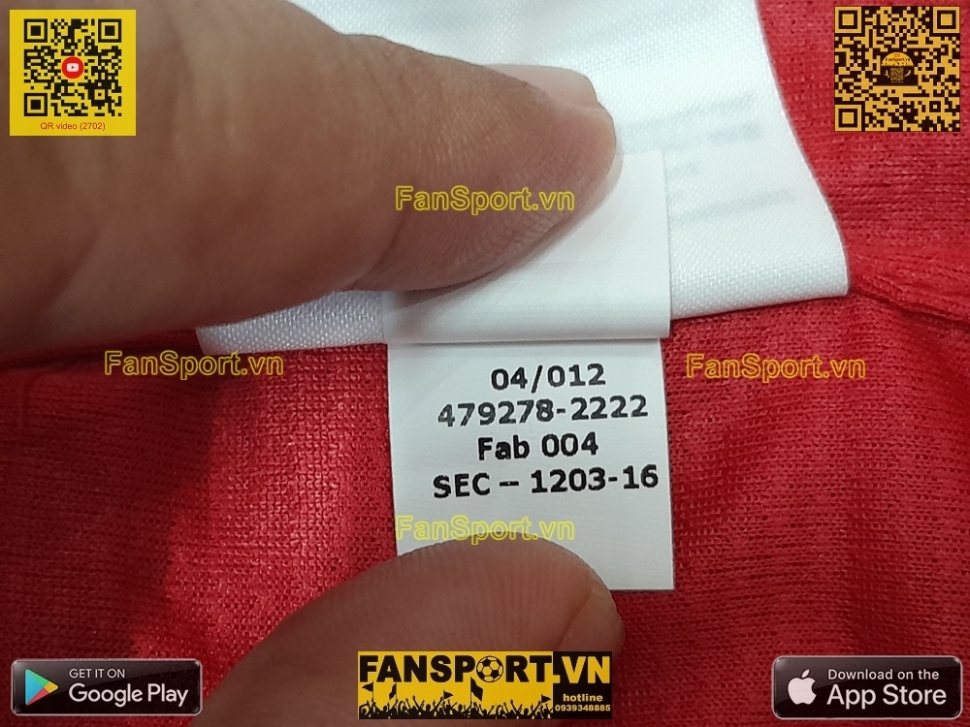 QR video (2702)
FanSport.vn
FanSport.vn
FanSport.vn
04/012
479278-2222
Fab 004
SEC -- 1203-16
FanSport.vn
GET IT ON
Google Play
FANSPORT.VN
hotline
0939348885
Download on the
App Store